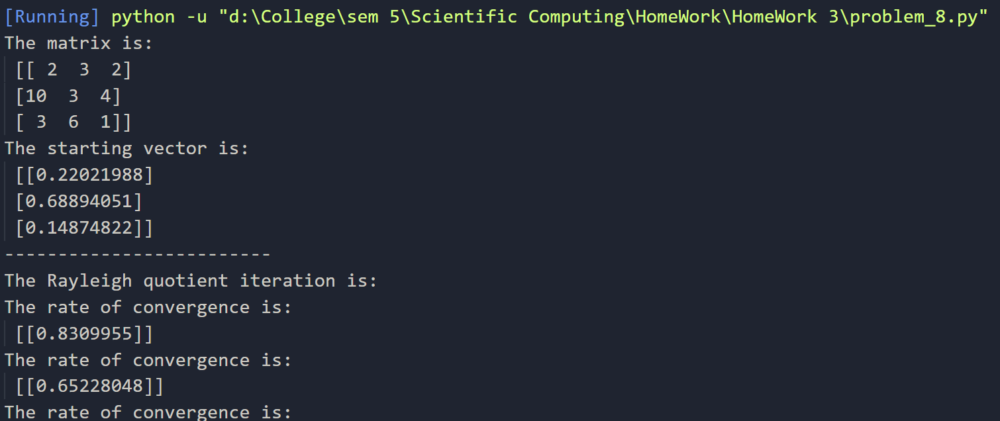 [Running] python -u "d:\College\sem 5\Scientific Computing\HomeWork\HomeWork 3\problem_8.py"
The matrix is:
[[ 2  3  2]
[10  3  4]
[ 3  6  1]]
The starting vector is:
[[0.22021988]
[0.68894051]
[0.14874822]]
-------------------------
The Rayleigh quotient iteration is:
The rate of convergence is:
[[0.8309955]]
The rate of convergence is:
[[0.65228048]]
The rate of convergence is: